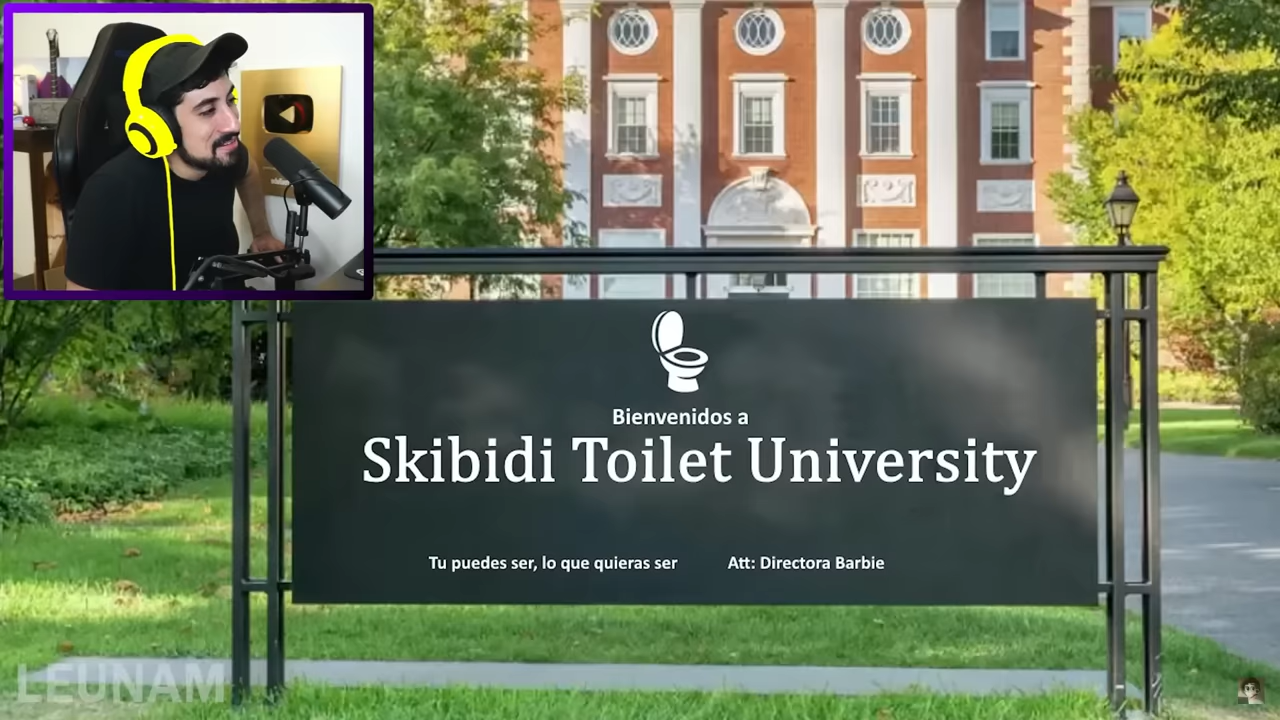 Bienvenidos a
Skibidi Toilet University
Tu puedes ser, lo que quieras ser
Att: Directora Barbie
LEUNAM